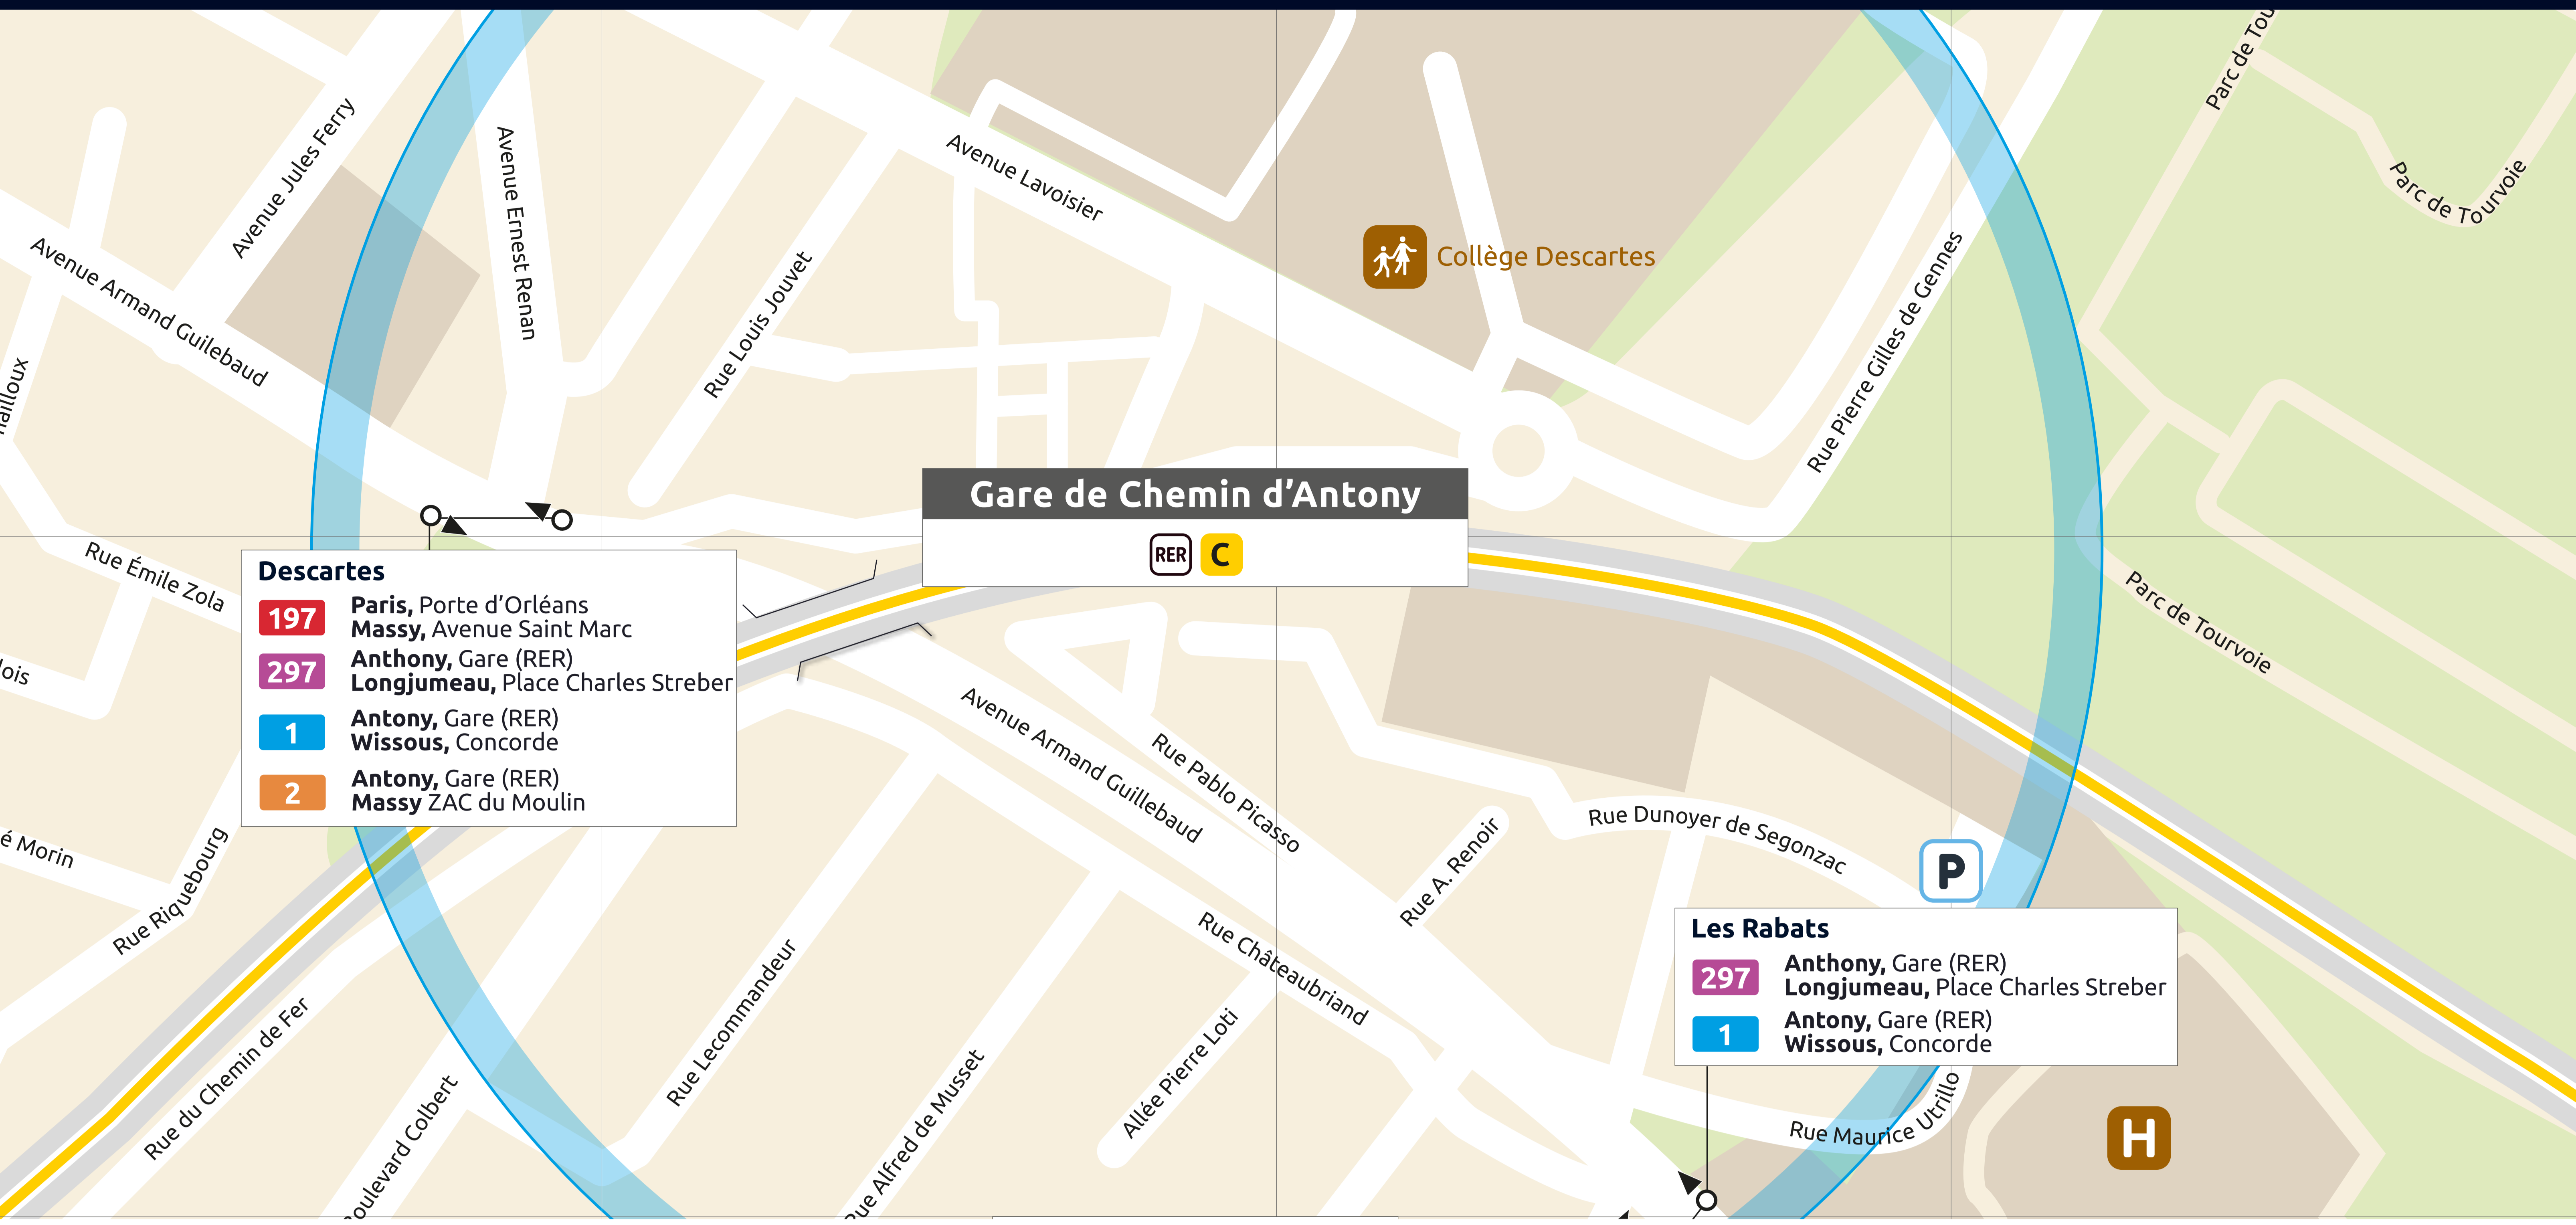 Parc de Tou
Avenue Jules Ferry
Avenue Ernest Renan
Avenue Lavoisier
Parc de Tourvoie
Avenue Armand Guilebaud
Rue Louis Jouvet
Collège Descartes
Rue Pierre Gilles de Gennes
Gare de Chemin d'Antony
RER C
Rue Émile Zola
Parc de Tourvoie
Descartes
197
Paris, Porte d'Orléans
Massy, Avenue Saint Marc
297
Anthony, Gare (RER)
Longjumeau, Place Charles Streber
1
Antony, Gare (RER)
Wissous, Concorde
2
Antony, Gare (RER)
Massy ZAC du Moulin
Avenue Armand Guillebaud
Rue Pablo Picasso
Rue Dunoyer de Segonzac
Rue A. Renoir
é Morin
Rue Riquebourg
P
Les Rabats
297
Anthony, Gare (RER)
Longjumeau, Place Charles Streber
1
Antony, Gare (RER)
Wissous, Concorde
Rue Châteaubriand
Rue Lecommandeur
Rue du Chemin de Fer
Allée Pierre Loti
Rue Alfred de Musset
oulevard Colbert
Rue Maurice Utrillo
H